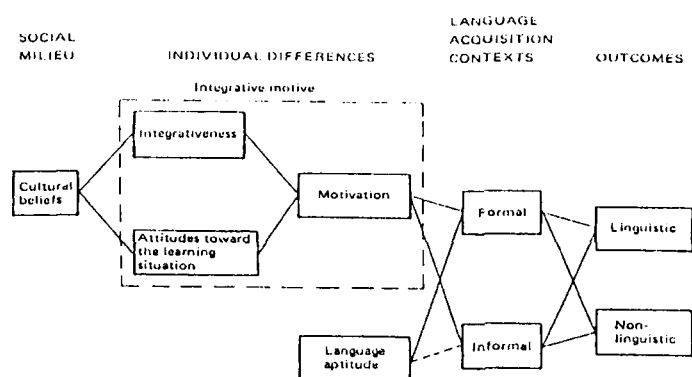 SOCIAL
MILIEU
INDIVIDUAL DIFFERENCES
LANGUAGE
ACQUISITION
CONTEXTS
OUTCOMES
Integrative motive
Integrativeness
Cultural
beliefs
Motivation
Attitudes toward
the learning
situation
Formal
Linguistic
Language
aptitude
Informal
Non-
linguistic